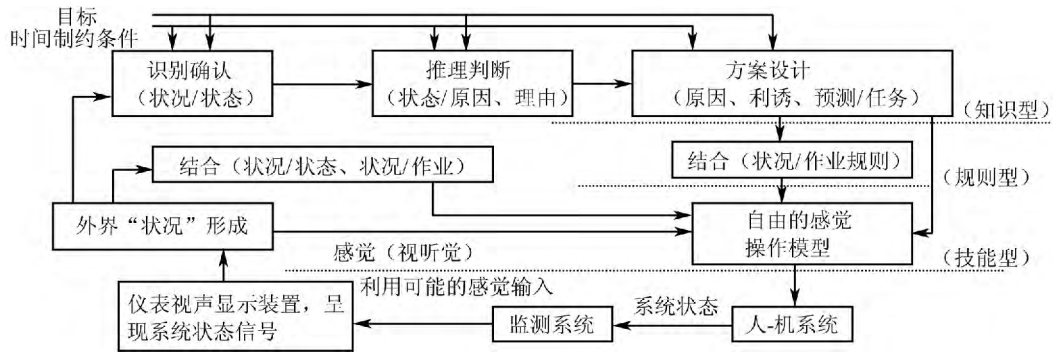 目标
时间制约条件
识别确认
（状况/状态）
推理判断
（状态/原因、理由）
方案设计
（原因、利诱、预测/任务）
（知识型）
结合（状况/状态、状况/作业）
结合（状况/作业规则）
（规则型）
外界“状况”形成
自由的感觉
操作模型
感觉（视听觉）
（技能型）
利用可能的感觉输入
仪表视声显示装置，呈
现系统状态信号
监测系统
系统状态
人-机系统